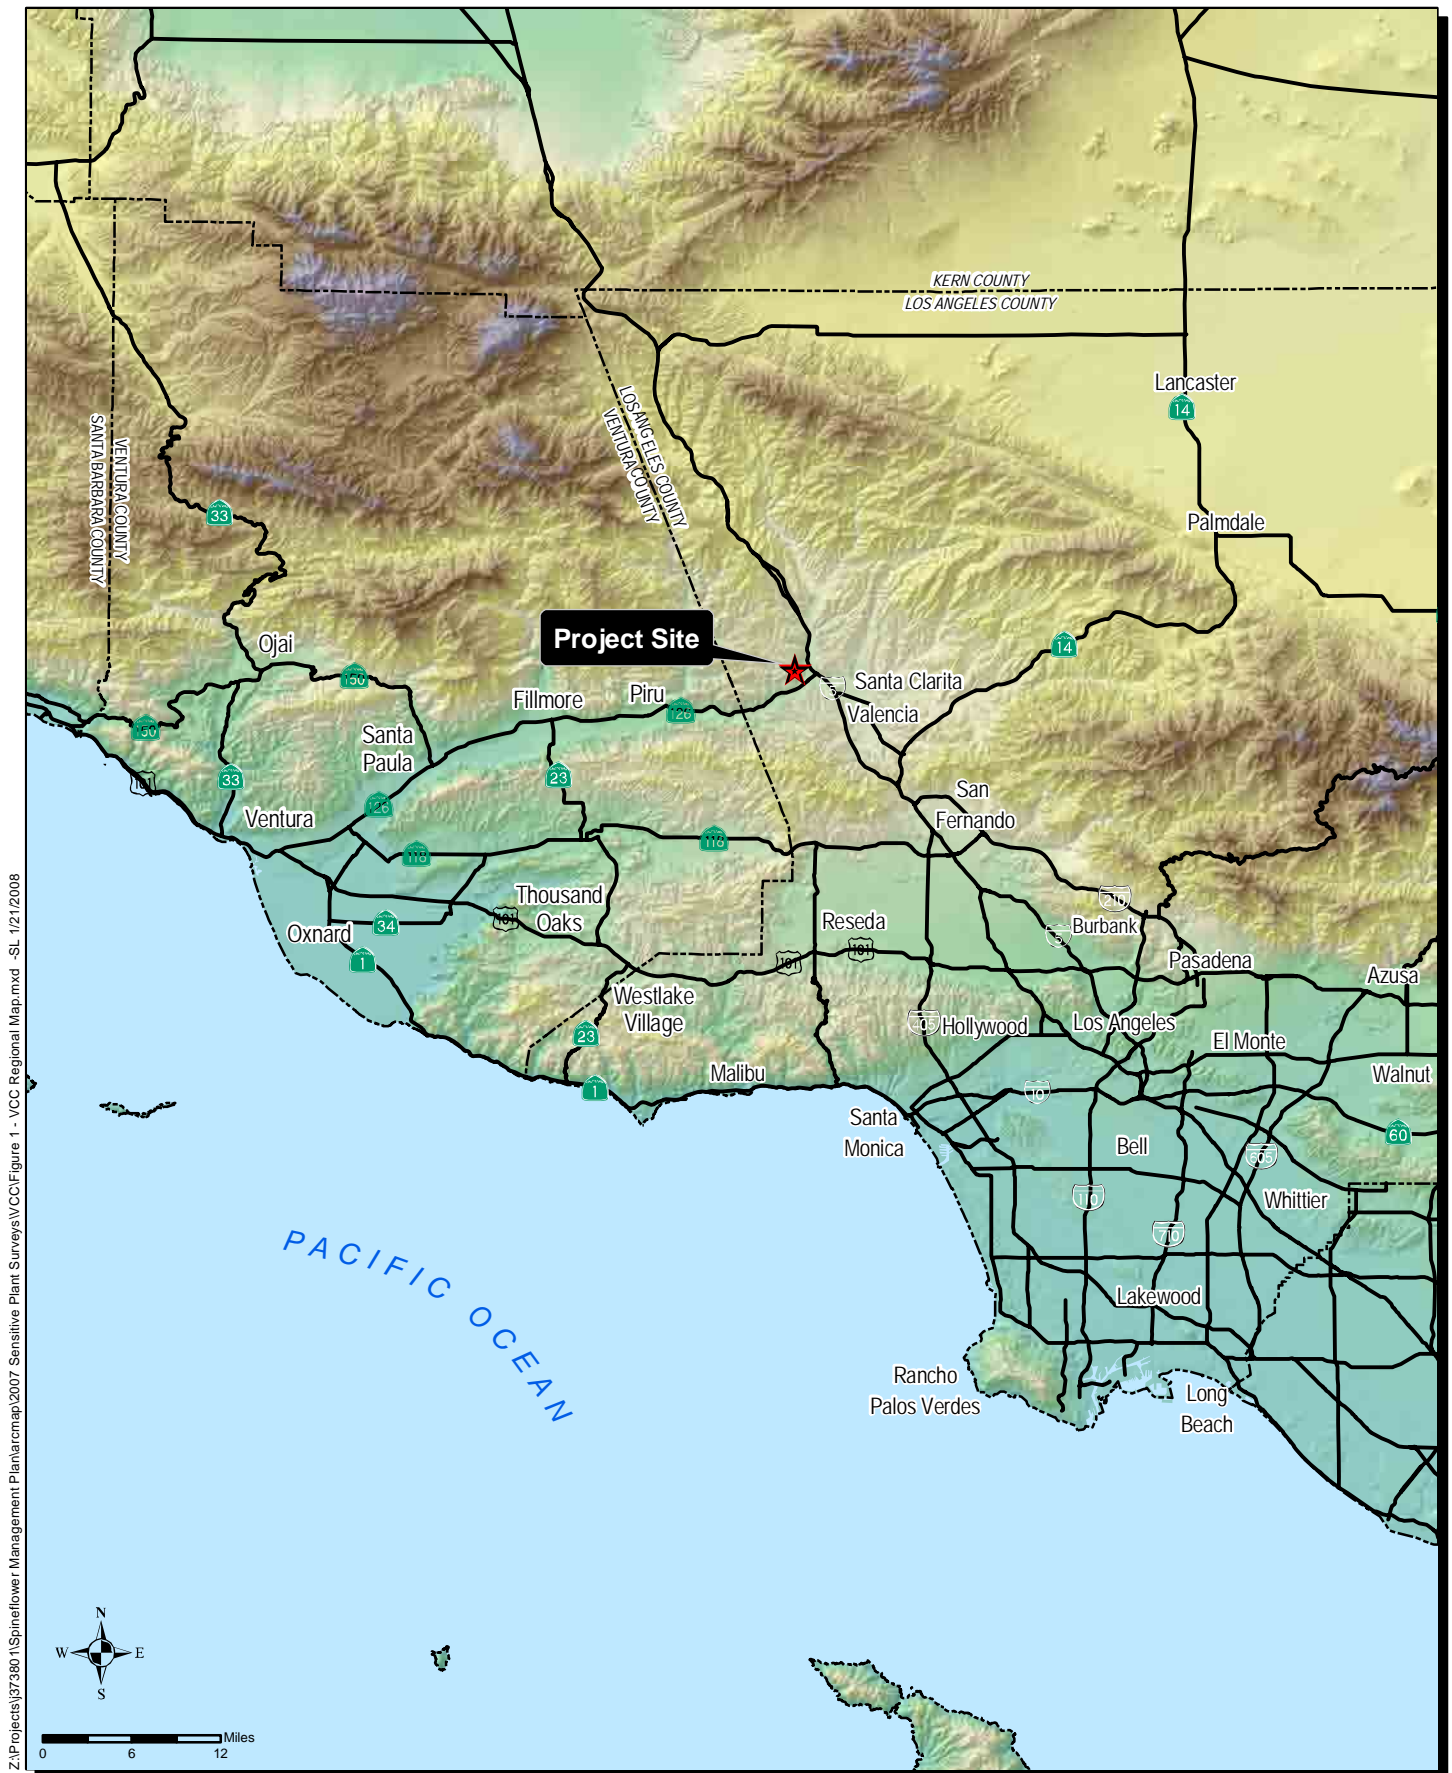 KERN COUNTY
LOS ANGELES COUNTY
Lancaster
14
LOS ANGELES COUNTY
VENTURA COUNTY
VENTURA COUNTY
SANTA BARBARA COUNTY
33
Palmdale
Project Site
14
Ojai
150
Santa Clarita
5
Fillmore
Piru
126
Valencia
150
Santa
Paula
101
33
23
126
San
Fernando
Ventura
118
118
Thousand
Oaks
101
Reseda
210
Burbank
5
Oxnard
34
1
101
101
Pasadena
Azusa
Westlake
Village
23
405
Hollywood
Los Angeles
El Monte
Malibu
1
10
Walnut
Santa
Monica
60
Bell
605
110
Whittier
710
PACIFIC OCEAN
Lakewood
Rancho
Palos Verdes
Long
Beach
N
W
E
S
Miles
0
6
12
Z:\Projects\j373801\Spineflower Management Plan\arcmap\2007 Sensitive Plant Surveys\VCC\Figure 1 - VCC Regional Map.mxd -SL 1/21/2008